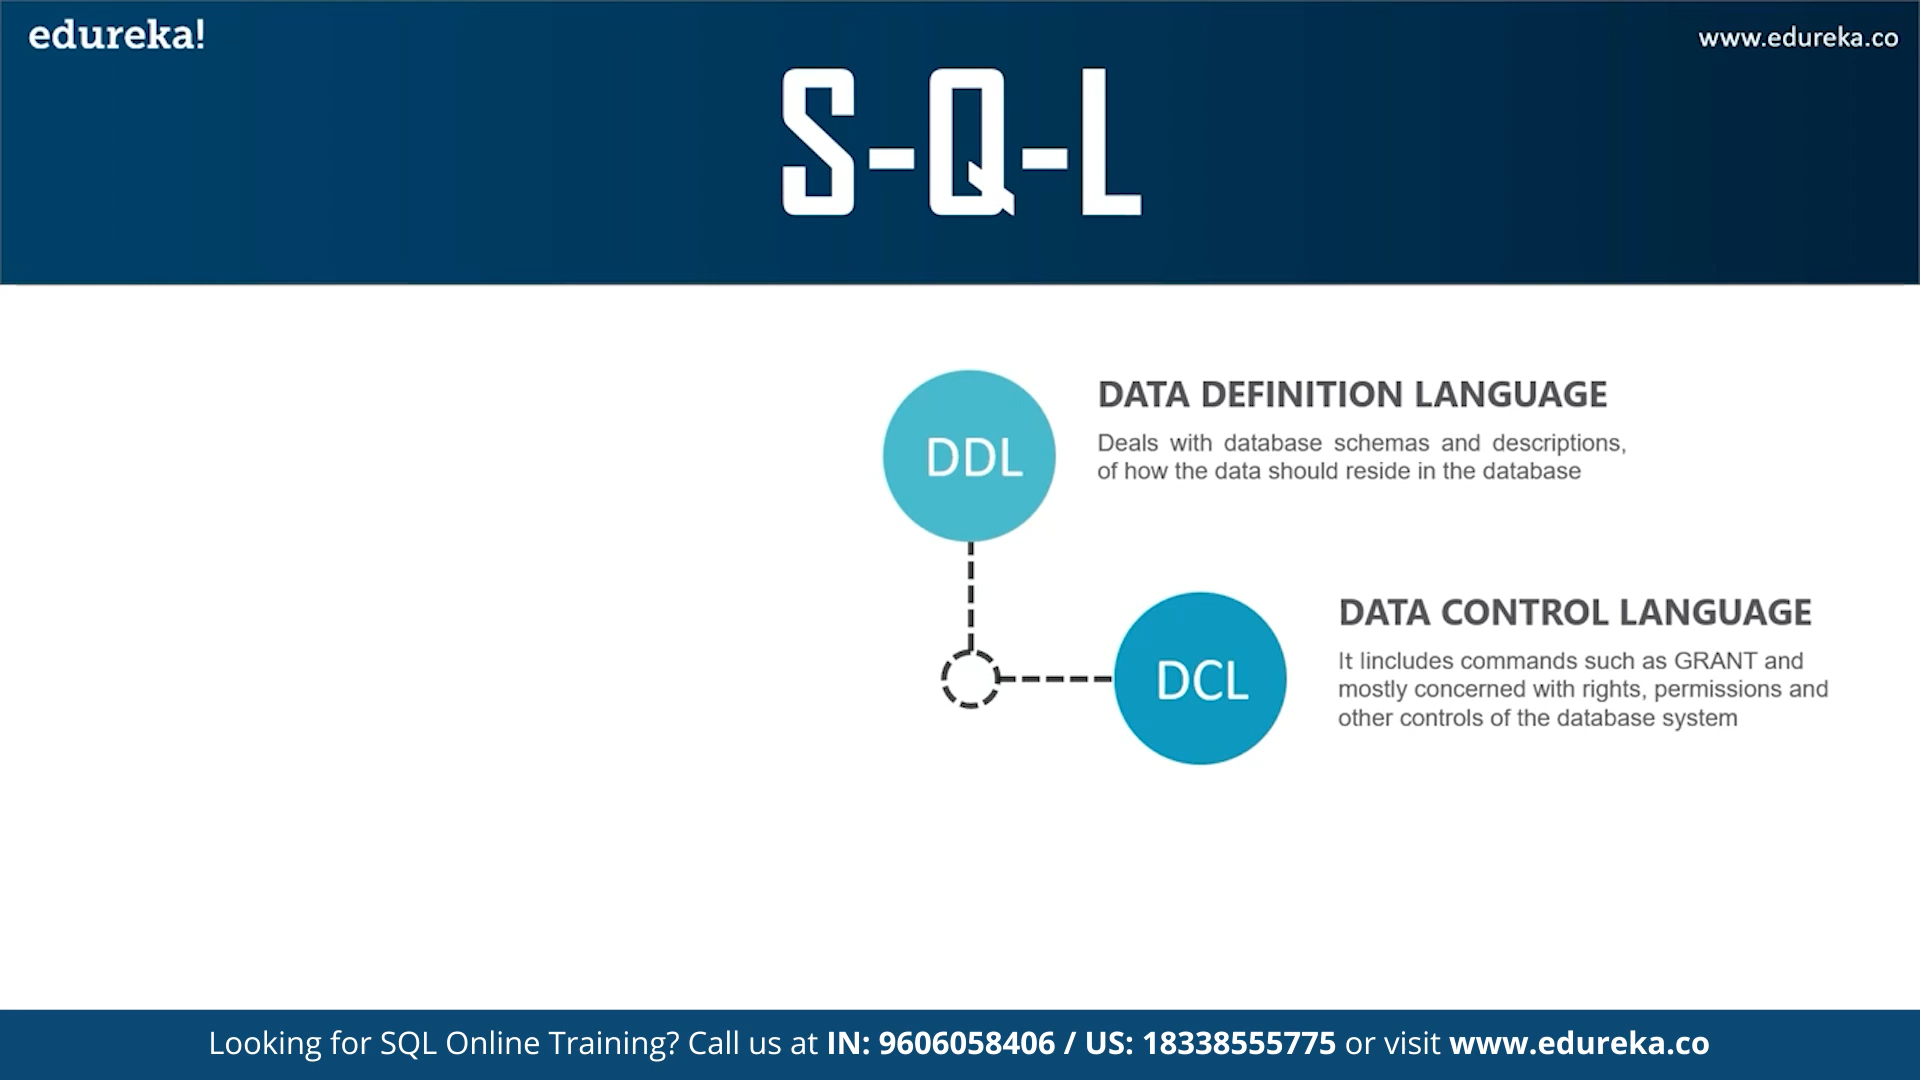 edureka!
www.edureka.co
S-Q-L
DDL
DATA DEFINITION LANGUAGE
Deals with database schemas and descriptions,
of how the data should reside in the database
DCL
DATA CONTROL LANGUAGE
It Iincludes commands such as GRANT and
mostly concerned with rights, permissions and
other controls of the database system
Looking for SQL Online Training? Call us at IN: 9606058406 / US: 18338555775 or visit www.edureka.co